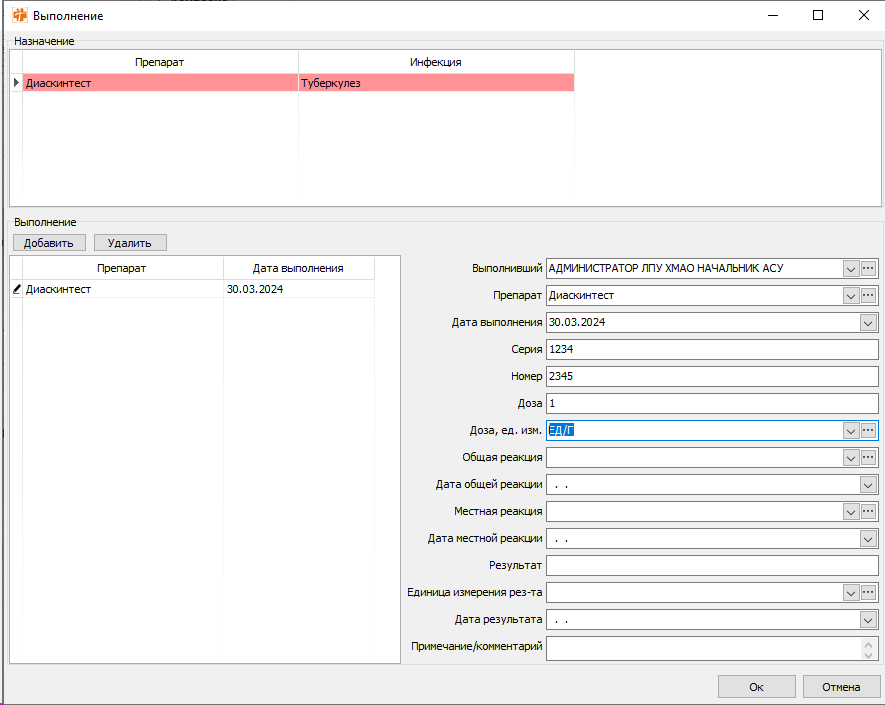 Выполнение
Назначение
Препарат Инфекция
Диаскинтест Туберкулез
Выполнение
Добавить Удалить
Препарат Дата выполнения
Диаскинтест 30.03.2024
Выполнивший АДМИНИСТРАТОР ЛПУ ХМАО НАЧАЛЬНИК АСУ
Препарат Диаскинтест
Дата выполнения 30.03.2024
Серия 1234
Номер 2345
Доза 1
Доза, ед. изм. ЕД/Г
Общая реакция
Дата общей реакции . .
Местная реакция
Дата местной реакции . .
Результат
Единица измерения рез-та
Дата результата . .
Примечание/комментарий
Ок Отмена